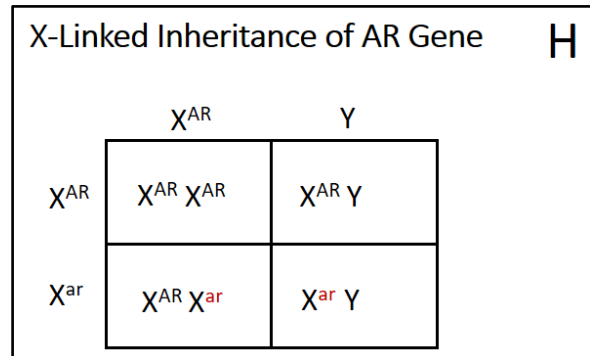 X-Linked Inheritance of AR Gene H
X^AR Y
X^AR X^AR X^AR X^AR Y
X^ar X^AR X^ar X^ar Y